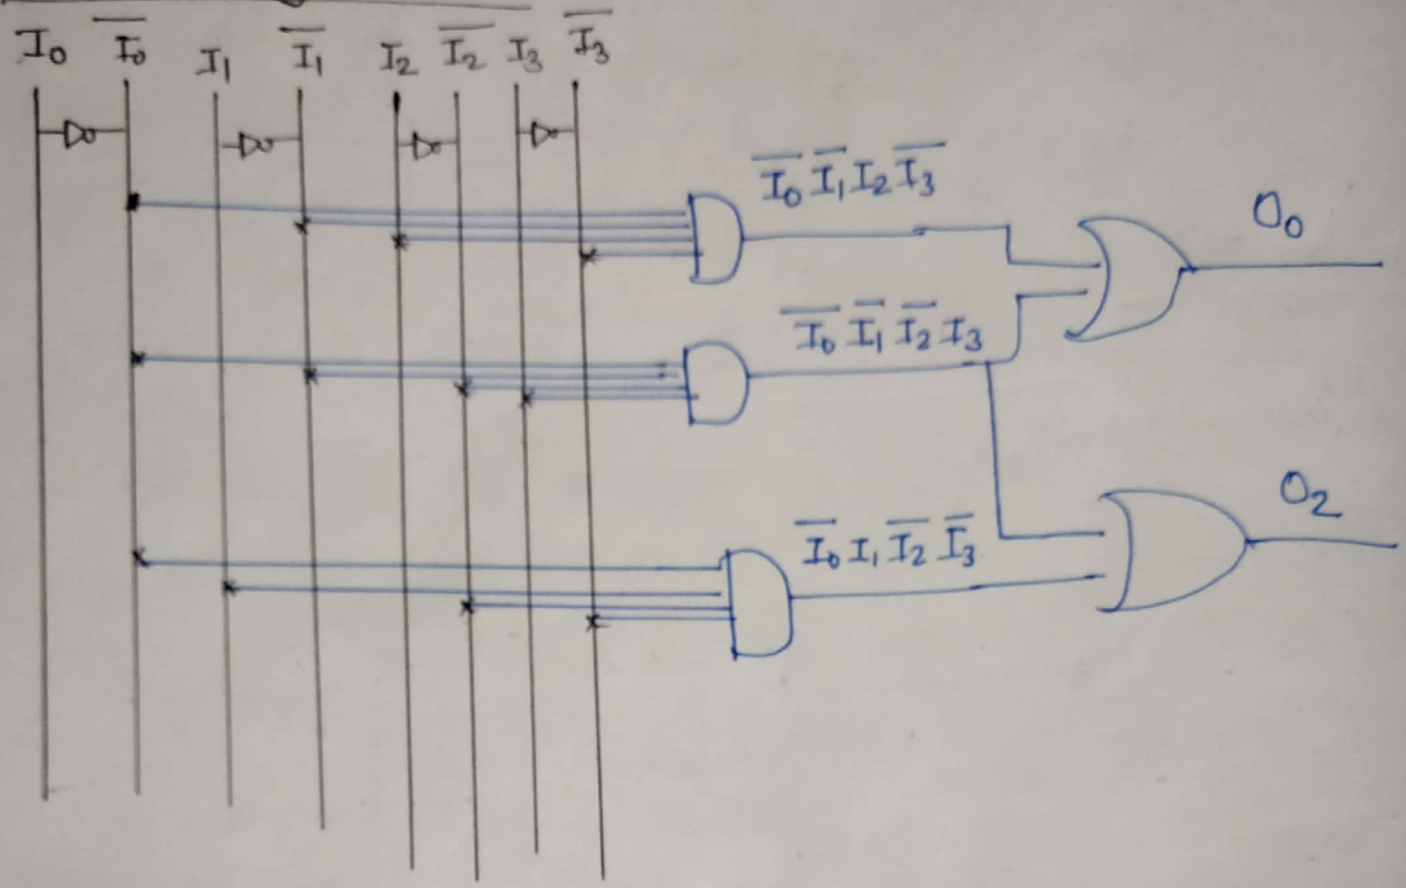 I₀ I̅₀ I₁ I̅₁ I₂ I̅₂ I₃ I̅₃
I̅₀ I̅₁ I₂ I̅₃
O₀
I̅₀ I̅₁ I̅₂ I₃
O₂
I̅₀ I₁ I̅₂ I̅₃